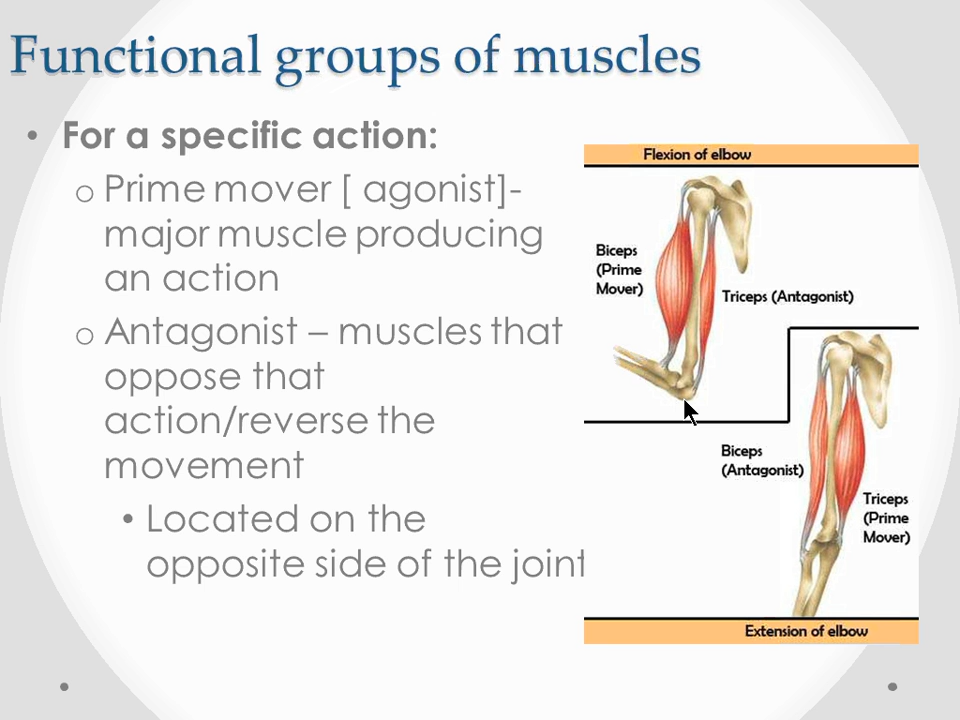 Functional groups of muscles
• For a specific action:
o Prime mover [ agonist]-
major muscle producing
an action
o Antagonist – muscles that
oppose that
action/reverse the
movement
• Located on the
opposite side of the joint
Flexion of elbow
Biceps
(Prime
Mover)
Triceps (Antagonist)
Biceps
(Antagonist)
Triceps
(Prime
Mover)
Extension of elbow